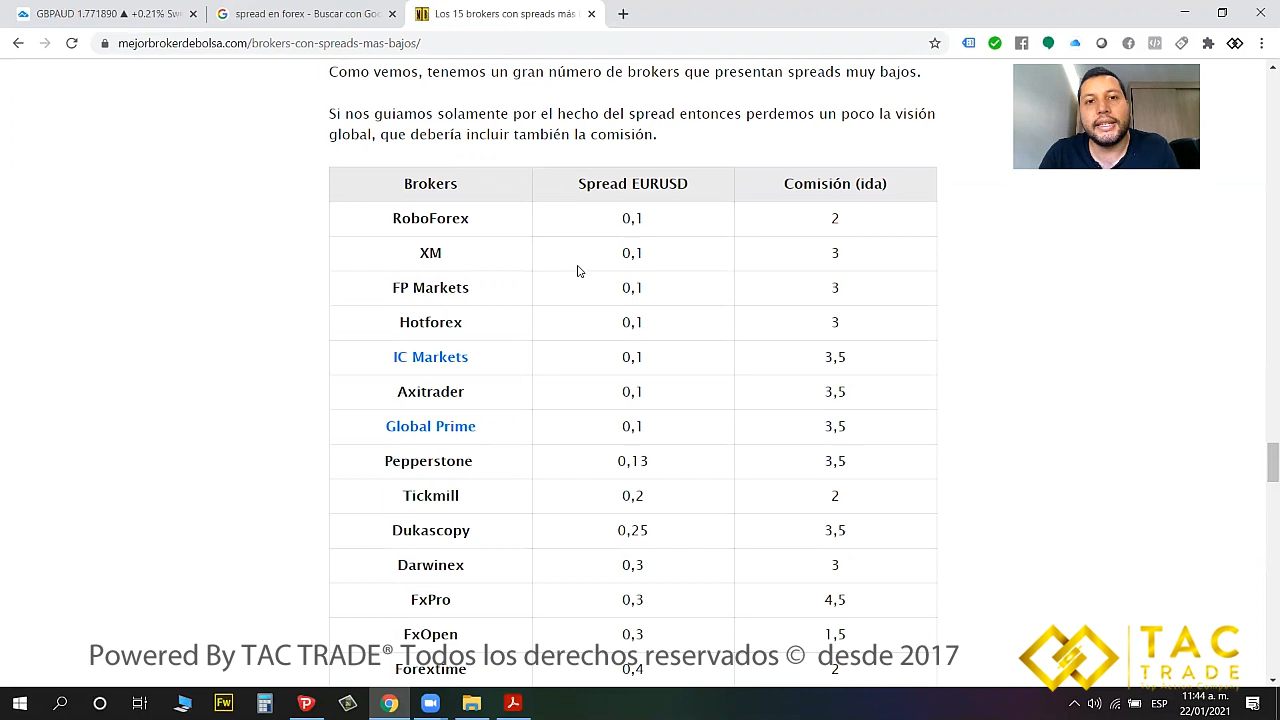 GBPAUD 1.771890 ▲ +0.21% Swi
spread en forex - Buscar con Goo
Los 15 brokers con spreads más
mejorbrokerdebolsa.com/brokers-con-spreads-mas-bajos/
Como vemos, tenemos un gran número de brokers que presentan spreads muy bajos.
Si nos guianos solamente por el hecho del spread entonces perdemos un poco la visión
global, que debería incluir también la comisión.
Brokers Spread EURUSD Comisión (ida)
RoboForex 0,1 2
XM 0,1 3
FP Markets 0,1 3
Hotforex 0,1 3
IC Markets 0,1 3,5
Axitrader 0,1 3,5
Global Prime 0,1 3,5
Pepperstone 0,13 3,5
Tickmill 0,2 2
Dukascopy 0,25 3,5
Darwinex 0,3 3
FxPro 0,3 4,5
FxOpen 0,3 1,5
Forextime 0,4 2
Powered By TAC TRADE® Todos los derechos reservados © desde 2017
TAC
TRADE
Top Action Company
Fw
ESP
11:44 a. m.
22/01/2021